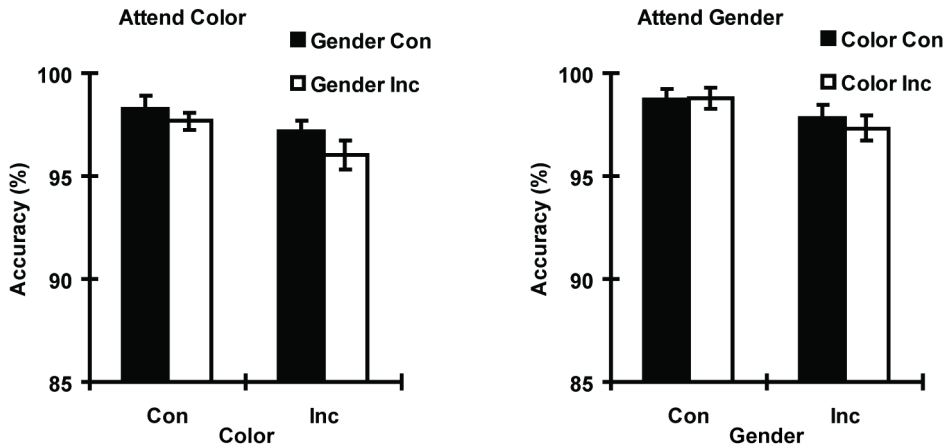 Attend Color
Gender Con
Gender Inc
100
95
90
85
Accuracy (%)
Con
Inc
Color
Attend Gender
Color Con
Color Inc
100
95
90
85
Accuracy (%)
Con
Inc
Gender